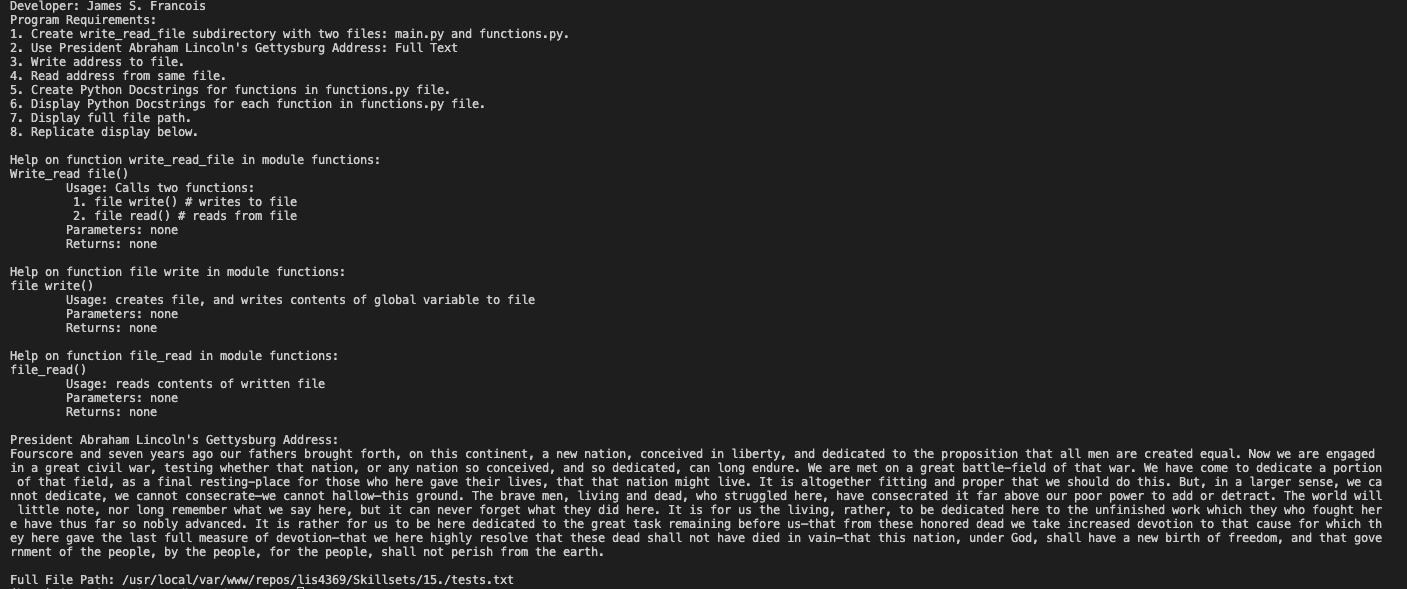 Developer: James S. Francois
Program Requirements:
1. Create write_read_file subdirectory with two files: main.py and functions.py.
2. Use President Abraham Lincoln's Gettysburg Address: Full Text
3. Write address to file.
4. Read address from same file.
5. Create Python Docstrings for functions in functions.py file.
6. Display Python Docstrings for each function in functions.py file.
7. Display full file path.
8. Replicate display below.

Help on function write_read_file in module functions:
Write_read file()
        Usage: Calls two functions:
         1. file write() # writes to file
         2. file read() # reads from file
        Parameters: none
        Returns: none

Help on function file write in module functions:
file write()
        Usage: creates file, and writes contents of global variable to file
        Parameters: none
        Returns: none

Help on function file_read in module functions:
file_read()
        Usage: reads contents of written file
        Parameters: none
        Returns: none

President Abraham Lincoln's Gettysburg Address:
Fourscore and seven years ago our fathers brought forth, on this continent, a new nation, conceived in liberty, and dedicated to the proposition that all men are created equal. Now we are engaged
in a great civil war, testing whether that nation, or any nation so conceived, and so dedicated, can long endure. We are met on a great battle-field of that war. We have come to dedicate a portion
 of that field, as a final resting-place for those who here gave their lives, that that nation might live. It is altogether fitting and proper that we should do this. But, in a larger sense, we ca
nnot dedicate, we cannot consecrate—we cannot hallow—this ground. The brave men, living and dead, who struggled here, have consecrated it far above our poor power to add or detract. The world will
 little note, nor long remember what we say here, but it can never forget what they did here. It is for us the living, rather, to be dedicated here to the unfinished work which they who fought her
e have thus far so nobly advanced. It is rather for us to be here dedicated to the great task remaining before us—that from these honored dead we take increased devotion to that cause for which th
ey here gave the last full measure of devotion—that we here highly resolve that these dead shall not have died in vain—that this nation, under God, shall have a new birth of freedom, and that gove
rnment of the people, by the people, for the people, shall not perish from the earth.

Full File Path: /usr/local/var/www/repos/lis4369/Skillsets/15./tests.txt